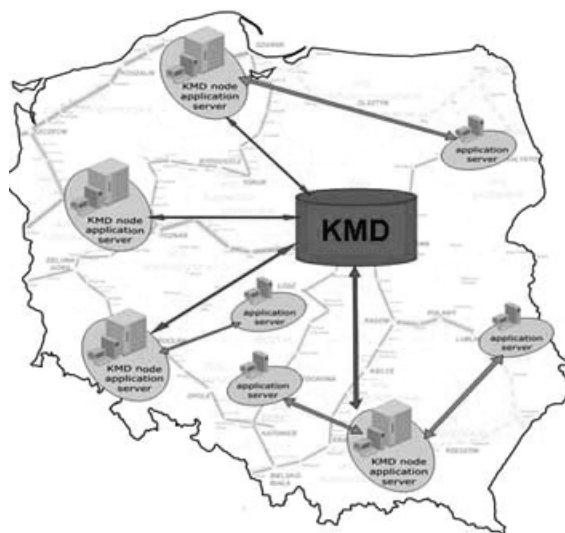 GDAŃSK
KOSZALIN
KMD node
application
server
OLSZTYN
SZCZECIN
application
server
BYDGOSZCZ
TORUŃ
KMD node
application
server
KMD
POZNAŃ
ZIELONA
GÓRA
ŁÓDŹ
application
server
RADOM
PUŁAWY
LUBLIN
application
server
KMD node
application
server
application
server
KIELCE
OPOLE
KATOWICE
KMD node
application
server
RZESZÓW
BIELSKO-
BIAŁA